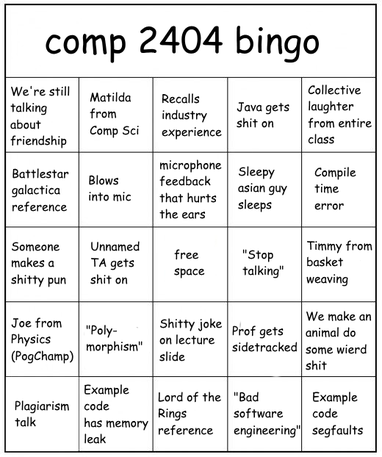 comp 2404 bingo
We're still
talking
about
friendship
Matilda
from
Comp Sci
Recalls
industry
experience
Java gets
shit on
Collective
laughter
from entire
class
Battlestar
galactica
reference
Blows
into mic
microphone
feedback
that hurts
the ears
Sleepy
asian guy
sleeps
Compile
time
error
Someone
makes a
shitty pun
Unnamed
TA gets
shit on
free
space
"Stop
talking"
Timmy from
basket
weaving
Joe from
Physics
(PogChamp)
"Poly-
morphism"
Shitty joke
on lecture
slide
Prof gets
sidetracked
We make an
animal do
some wierd
shit
Plagiarism
talk
Example
code
has memory
leak
Lord of the
Rings
reference
"Bad
software
engineering"
Example
code
segfaults